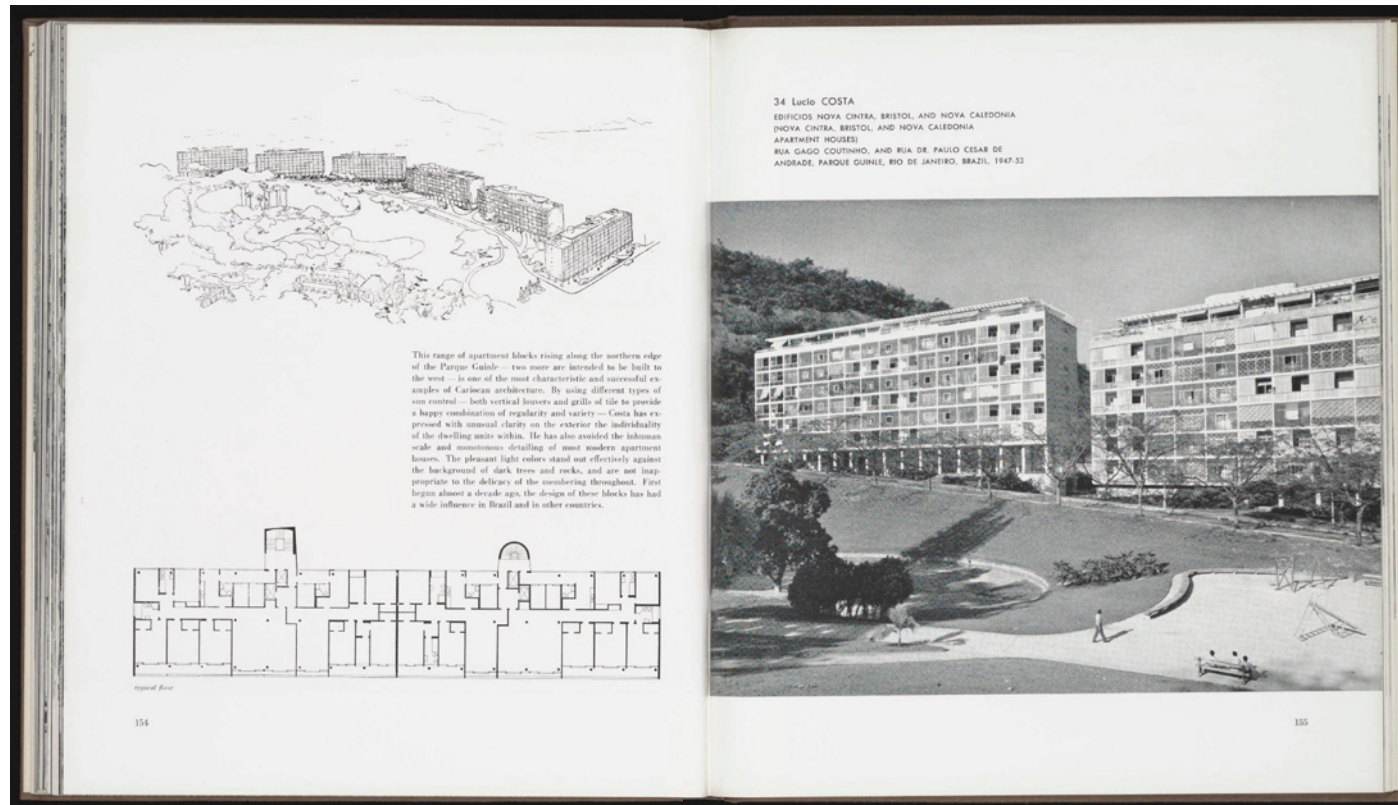 This range of apartment blocks rising along the northern edge
of the Parque Guinle — two more are intended to be built to
the west — is one of the most characteristic and successful ex-
amples of Cariocan architecture. By using different types of
sun control — both vertical louvers and grills of tile to provide
a happy combination of regularity and variety — Costa has ex-
pressed with unusual clarity on the exterior the individuality
of the dwelling units within. He has also avoided the inhuman
scale and monotonous detailing of most modern apartment
houses. The pleasant light colors stand out effectively against
the background of dark trees and rocks, and are not inap-
propriate to the delicacy of the membering throughout. First
begun almost a decade ago, the design of these blocks has had
a wide influence in Brazil and in other countries.
typical floor
154
34 Lucio COSTA
EDIFICIOS NOVA CINTRA, BRISTOL, AND NOVA CALEDONIA
(NOVA CINTRA, BRISTOL, AND NOVA CALEDONIA
APARTMENT HOUSES)
RUA GAGO COUTINHO, AND RUA DR. PAULO CESAR DE
ANDRADE, PARQUE GUINLE, RIO DE JANEIRO, BRAZIL. 1947-53
155